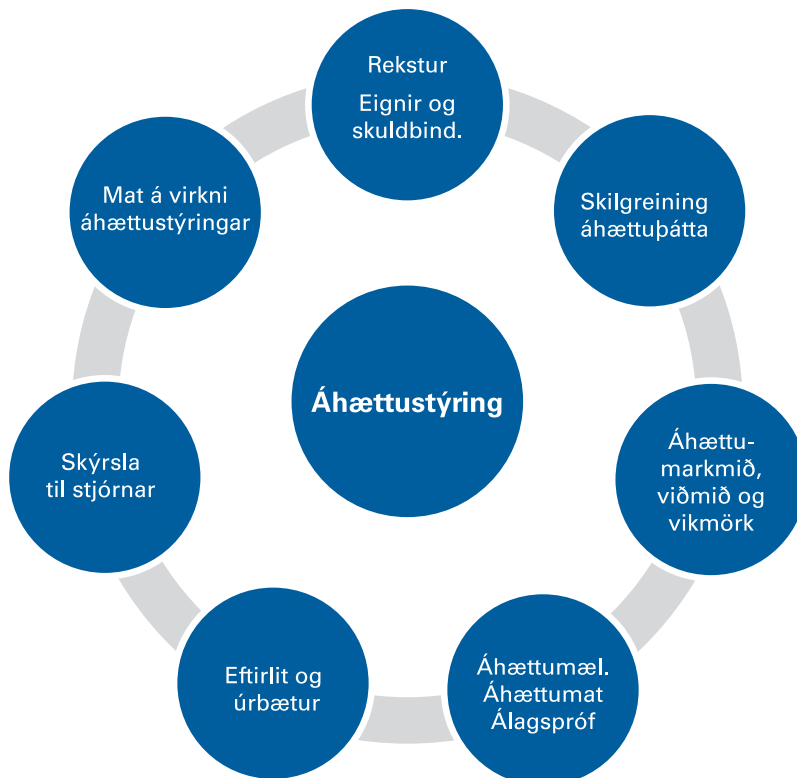 Rekstur
Eignir og
skuldbind.
Skilgreining
áhættuþátta
Áhættu-
markmið,
viðmið og
vikmörk
Áhættumæl.
Áhættumat
Álagspróf
Eftirlit og
úrbætur
Skýrsla
til stjórnar
Mat á virkni
áhættustýringar
Áhættustýring